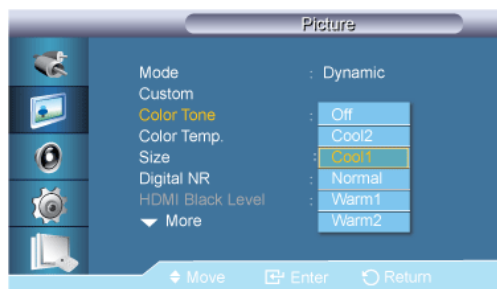 Picture
Mode : Dynamic
Custom
Color Tone : Off
Color Temp. Cool2
Size : Cool1
Digital NR : Normal
HDMI Black Level : Warm1
More Warm2
Move Enter Return